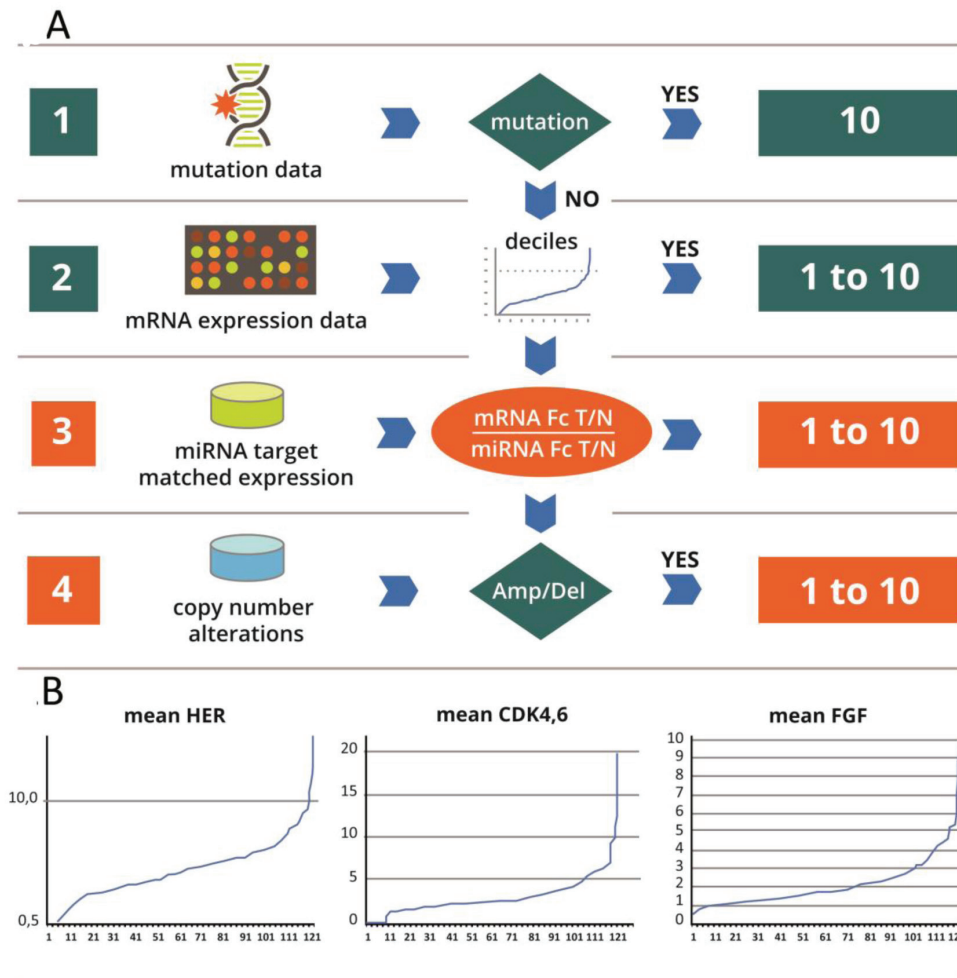 A
1
mutation data
mutation
YES
10
NO
2
mRNA expression data
deciles
YES
1 to 10
3
miRNA target
matched expression
mRNA Fc T/N
miRNA Fc T/N
1 to 10
4
copy number
alterations
Amp/Del
YES
1 to 10
B
mean HER
10,0
0,5
1 11 21 31 41 51 61 71 81 91 101 111 121
mean CDK4,6
20
15
10
5
0
1 11 21 31 41 51 61 71 81 91 101 111 121
mean FGF
10
9
8
7
6
5
4
3
2
1
0
1 11 21 31 41 51 61 71 81 91 101 111